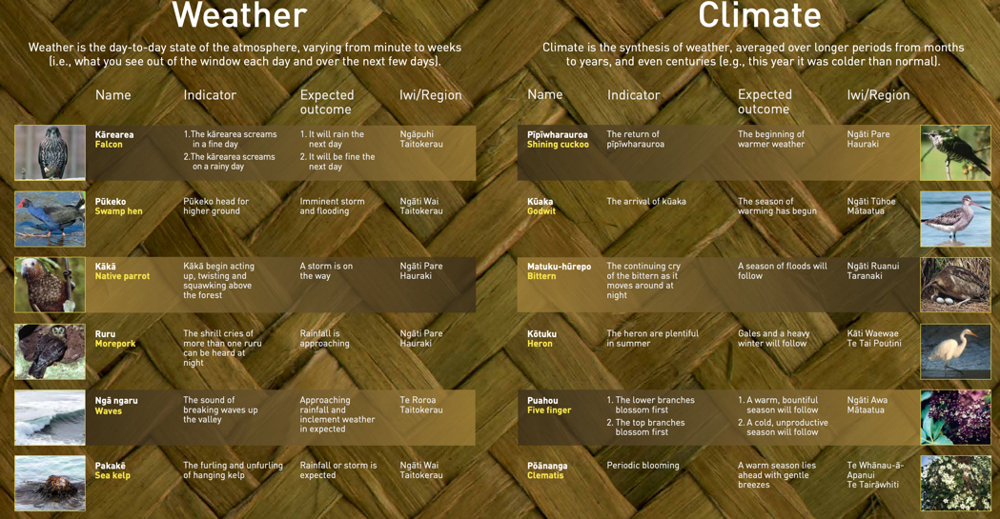 Weather
Weather is the day-to-day state of the atmosphere, varying from minute to weeks
(i.e., what you see out of the window each day and over the next few days).
Name Indicator Expected outcome Iwi/Region
Kārearea
Falcon
1.The kārearea screams
in a fine day
2.The kārearea screams
on a rainy day
1. It will rain the
next day
2. It will be fine the
next day
Ngāpuhi
Taitokerau
Pūkeko
Swamp hen
Pūkeko head for
higher ground
Imminent storm
and flooding
Ngāti Wai
Taitokerau
Kākā
Native parrot
Kākā begin acting
up, twisting and
squawking above
the forest
A storm is on
the way
Ngāti Pare
Hauraki
Ruru
Morepork
The shrill cries of
more than one ruru
can be heard at
night
Rainfall is
approaching
Ngāti Pare
Hauraki
Ngā ngaru
Waves
The sound of
breaking waves up
the valley
Approaching
rainfall and
inclement weather
in expected
Te Roroa
Taitokerau
Pakakē
Sea kelp
The furling and unfurling
of hanging kelp
Rainfall or storm is
expected
Ngāti Wai
Taitokerau
Climate
Climate is the synthesis of weather, averaged over longer periods from months
to years, and even centuries (e.g., this year it was colder than normal).
Name Indicator Expected outcome Iwi/Region
Pīpīwharauroa
Shining cuckoo
The return of
pīpīwharauroa
The beginning of
warmer weather
Ngāti Pare
Hauraki
Kūaka
Godwit
The arrival of kūaka
The season of
warming has begun
Ngāti Tūhoe
Mātaatua
Matuku-hūrepo
Bittern
The continuing cry
of the bittern as it
moves around at
night
A season of floods will
follow
Ngāti Ruanui
Taranaki
Kōtuku
Heron
The heron are plentiful
in summer
Gales and a heavy
winter will follow
Kāti Waewae
Te Tai Poutini
Puahou
Five finger
1. The lower branches
blossom first
2. The top branches
blossom first
1. A warm, bountiful
season will follow
2. A cold, unproductive
season will follow
Ngāti Awa
Mātaatua
Pōānanga
Clematis
Periodic blooming
A warm season lies
ahead with gentle
breezes
Te Whānau-ā-
Apanui
Te Tairāwhiti